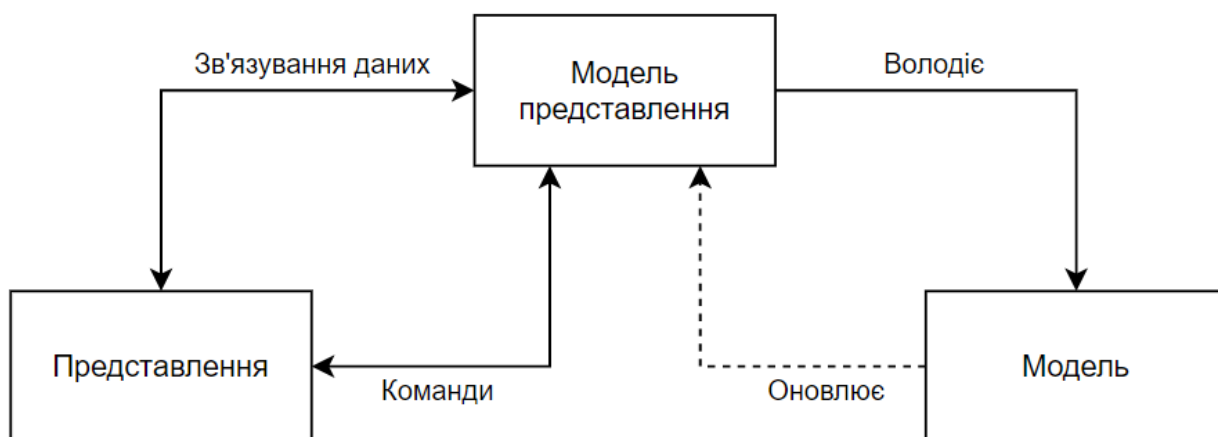 Зв'язування даних
Модель
представлення
Володіє
Представлення
Команди
Оновлює
Модель